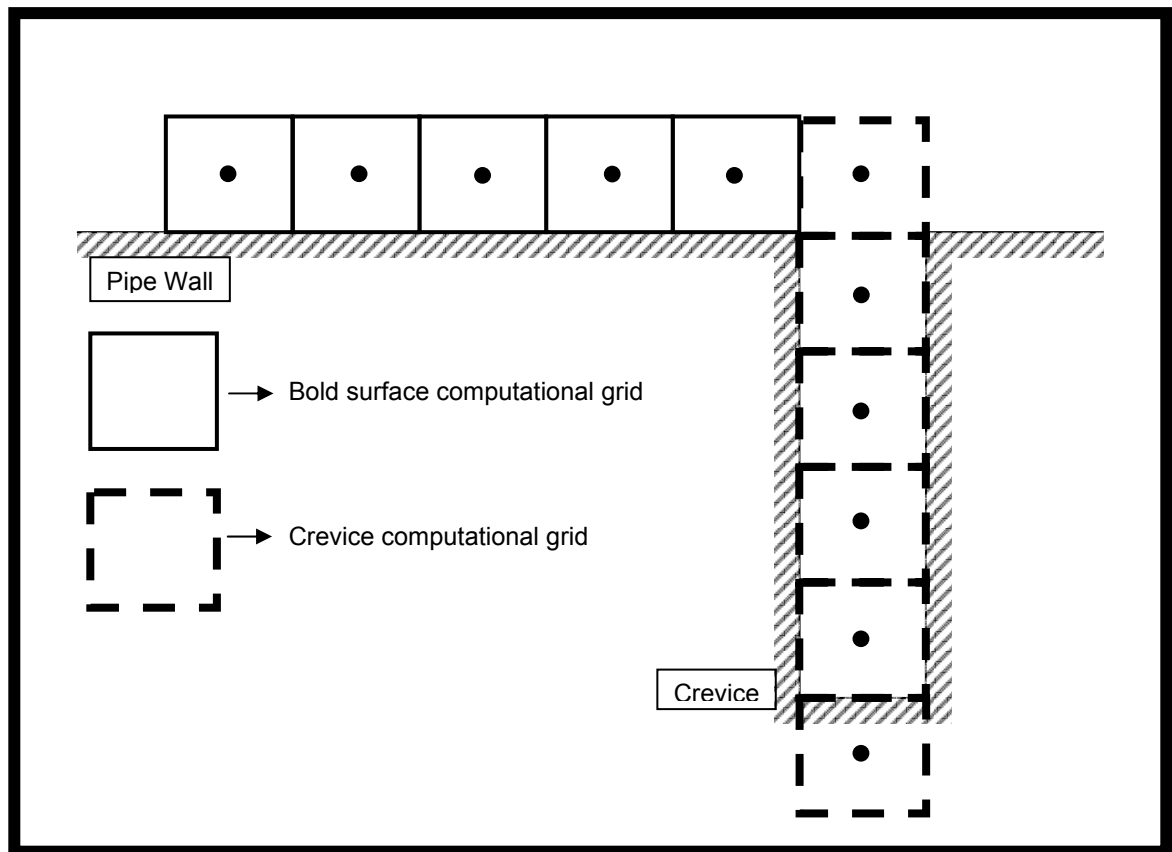 Pipe Wall
Bold surface computational grid
Crevice computational grid
Crevice